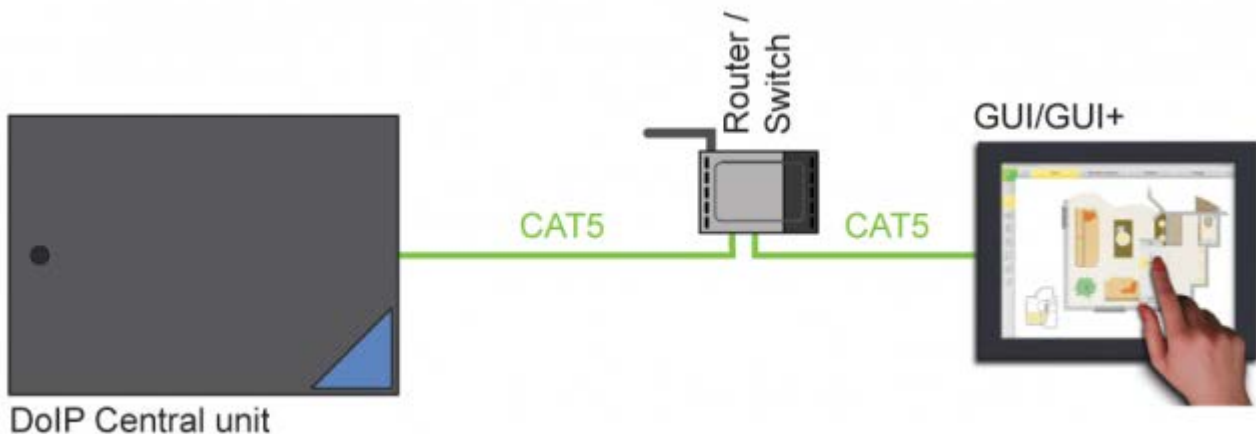 Router /
Switch
GUI/GUI+
CAT5
CAT5
DoIP Central unit